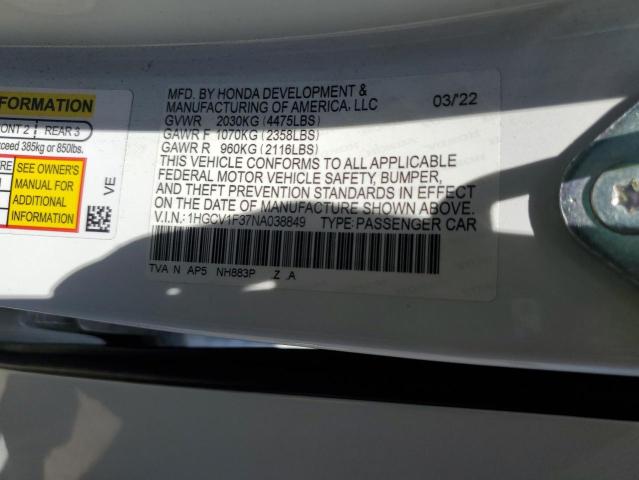 FORMATION
ONT 2 REAR 3
xceed 385kg or 850lbs.
RE
SEE OWNER'S
MANUAL FOR
ADDITIONAL
INFORMATION
VE
MFD. BY HONDA DEVELOPMENT &
MANUFACTURING OF AMERICA, LLC
03/'22
GVWR 2030KG (4475LBS)
GAWR F 1070KG (2358LBS)
GAWR R 960KG (2116LBS)
THIS VEHICLE CONFORMS TO ALL APPLICABLE
FEDERAL MOTOR VEHICLE SAFETY, BUMPER,
AND THEFT PREVENTION STANDARDS IN EFFECT
ON THE DATE OF MANUFACTURE SHOWN ABOVE.
V.I.N.: 1HGCV1F37NA038849 TYPE: PASSENGER CAR
TVA N AP5 NH883P Z ,A